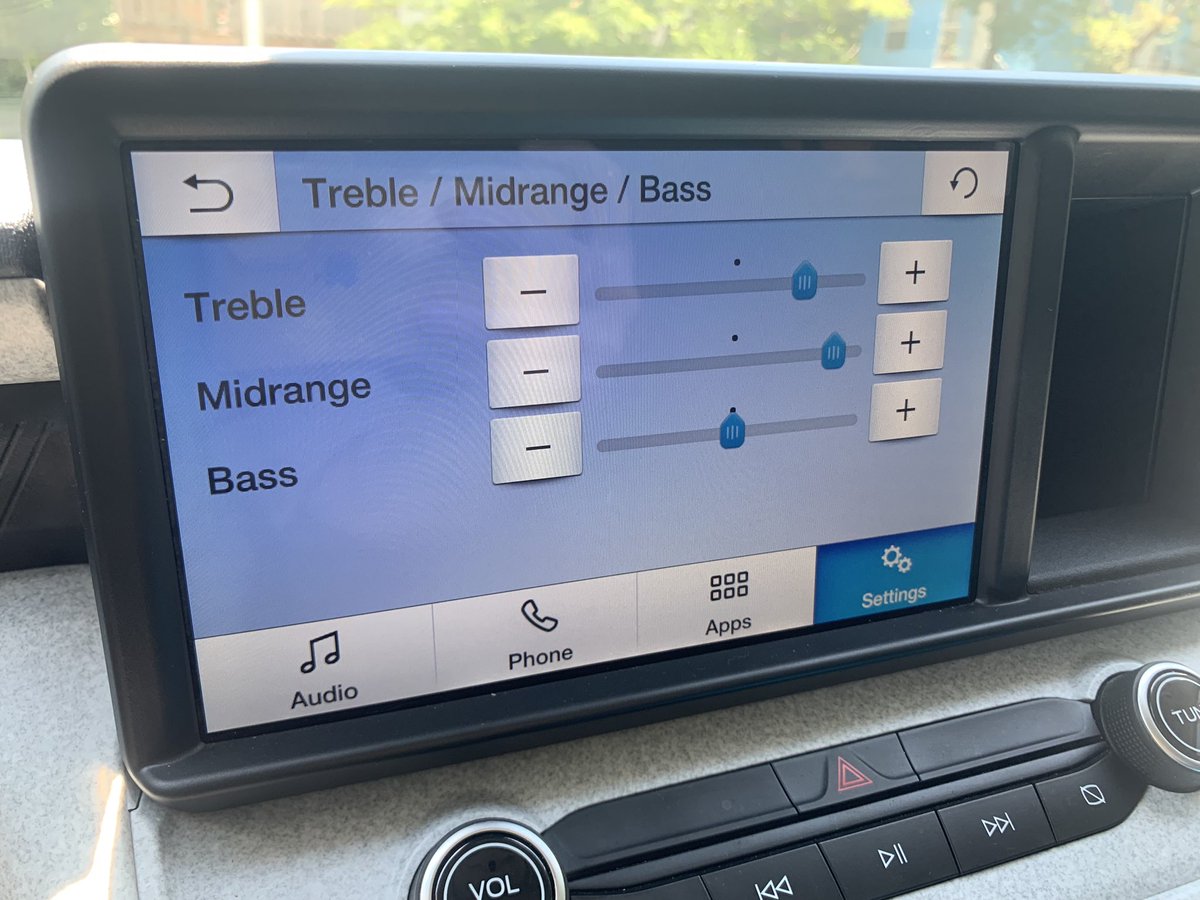 Treble / Midrange / Bass
Treble
− +
Midrange
− +
Bass
− +
Audio
Phone
Apps
Settings
VOL